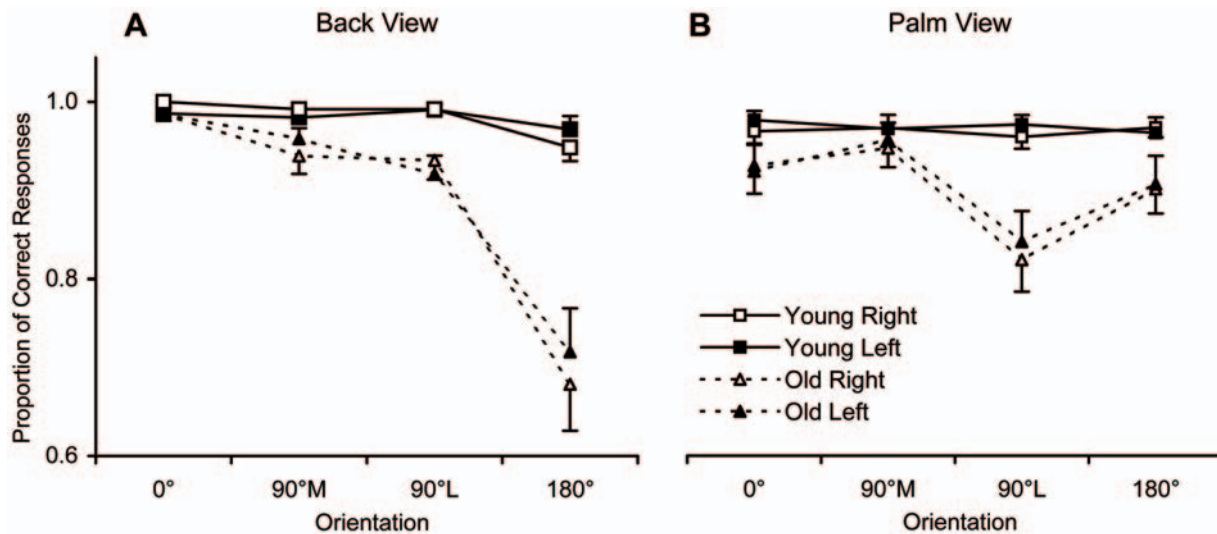 A Back View
B Palm View
Proportion of Correct Responses
1.0
0.8
0.6
0° 90°M 90°L 180°
Orientation
Young Right
Young Left
Old Right
Old Left
0° 90°M 90°L 180°
Orientation